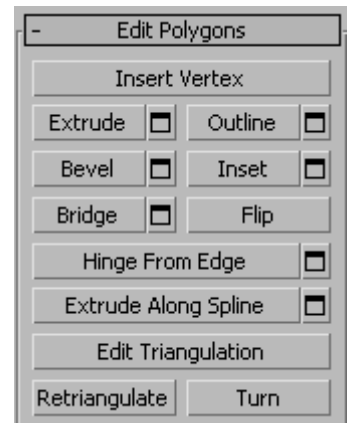 - Edit Polygons
Insert Vertex
Extrude Outline
Bevel Inset
Bridge Flip
Hinge From Edge
Extrude Along Spline
Edit Triangulation
Retriangulate Turn